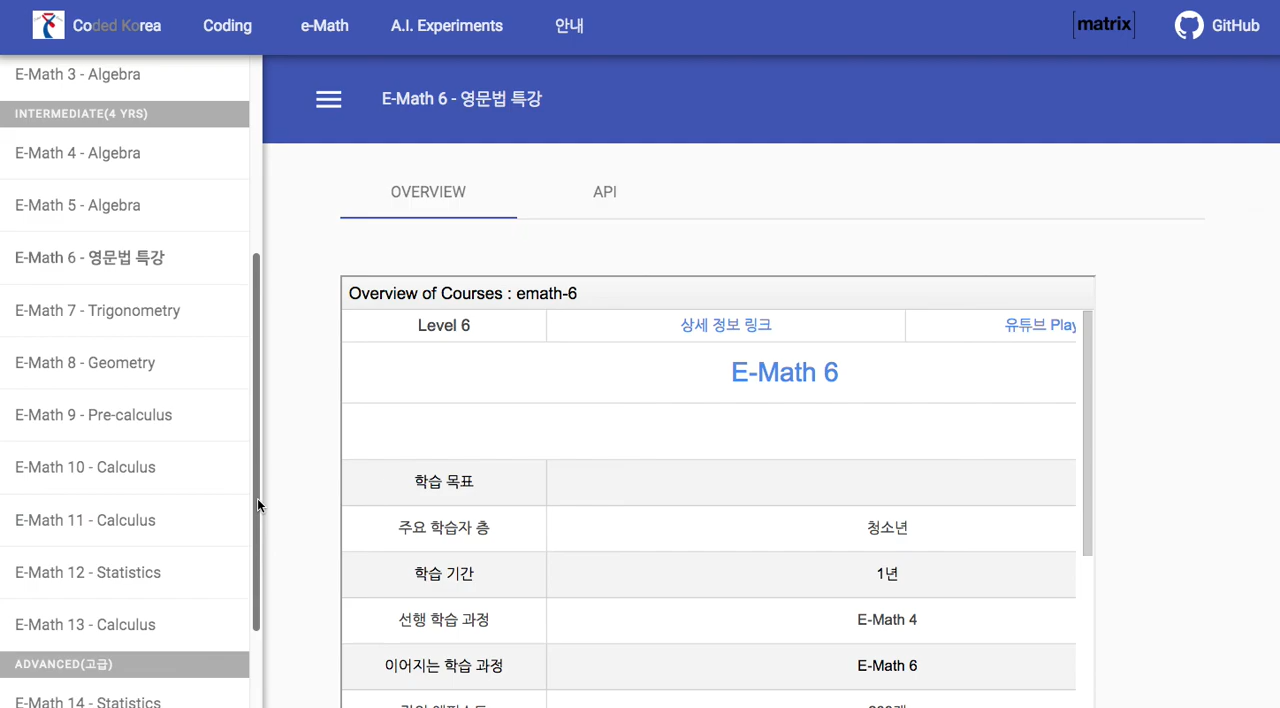 Coded Korea
Coding
e-Math
A.I. Experiments
안내
matrix
GitHub
E-Math 3 - Algebra
INTERMEDIATE(4 YRS)
E-Math 4 - Algebra
E-Math 5 - Algebra
E-Math 6 - 영문법 특강
E-Math 7 - Trigonometry
E-Math 8 - Geometry
E-Math 9 - Pre-calculus
E-Math 10 - Calculus
E-Math 11 - Calculus
E-Math 12 - Statistics
E-Math 13 - Calculus
ADVANCED(고급)
E-Math 14 - Statistics
E-Math 6 - 영문법 특강
OVERVIEW
API
Overview of Courses : emath-6
Level 6
상세 정보 링크
유튜브 Play
E-Math 6
학습 목표
주요 학습자 층
청소년
학습 기간
1년
선행 학습 과정
E-Math 4
이어지는 학습 과정
E-Math 6